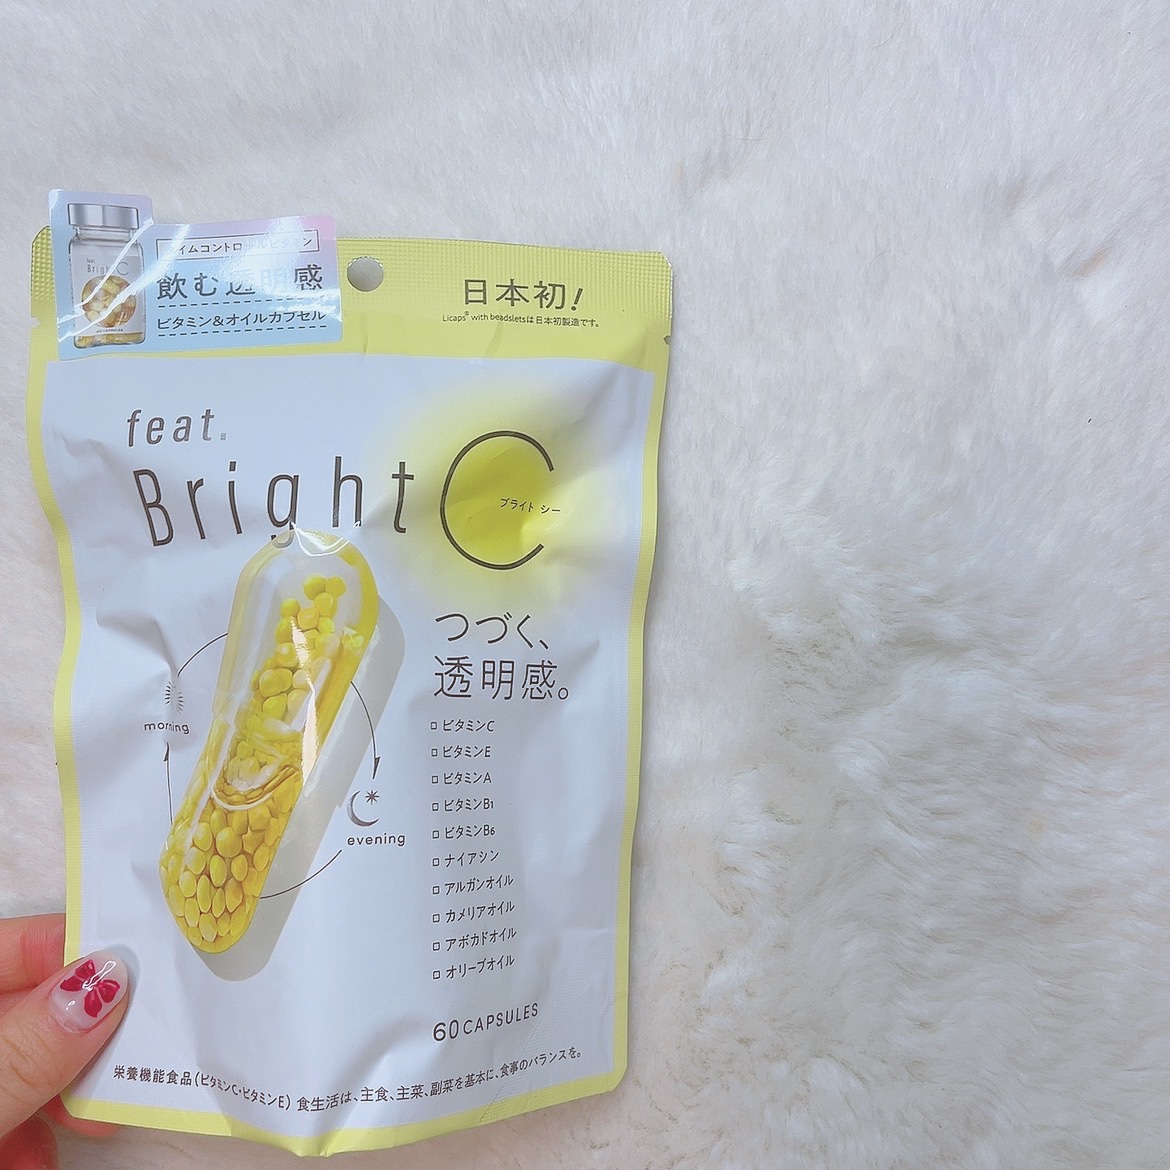 feat.
Bright C
飲む透明感
ビタミン&オイルカプセル
日本初!
Licaps® with beadsletsは日本初製造です。
feat.
Bright C
ブライト シー
つづく、
透明感。
morning
evening
ビタミンC
ビタミンE
ビタミンA
ビタミンB1
ビタミンB6
ナイアシン
アルガンオイル
カメリアオイル
アボカドオイル
オリーブオイル
60 CAPSULES
栄養機能食品(ビタミンC・ビタミンE) 食生活は、主食、主菜、副菜を基本に、食事のバランスを。